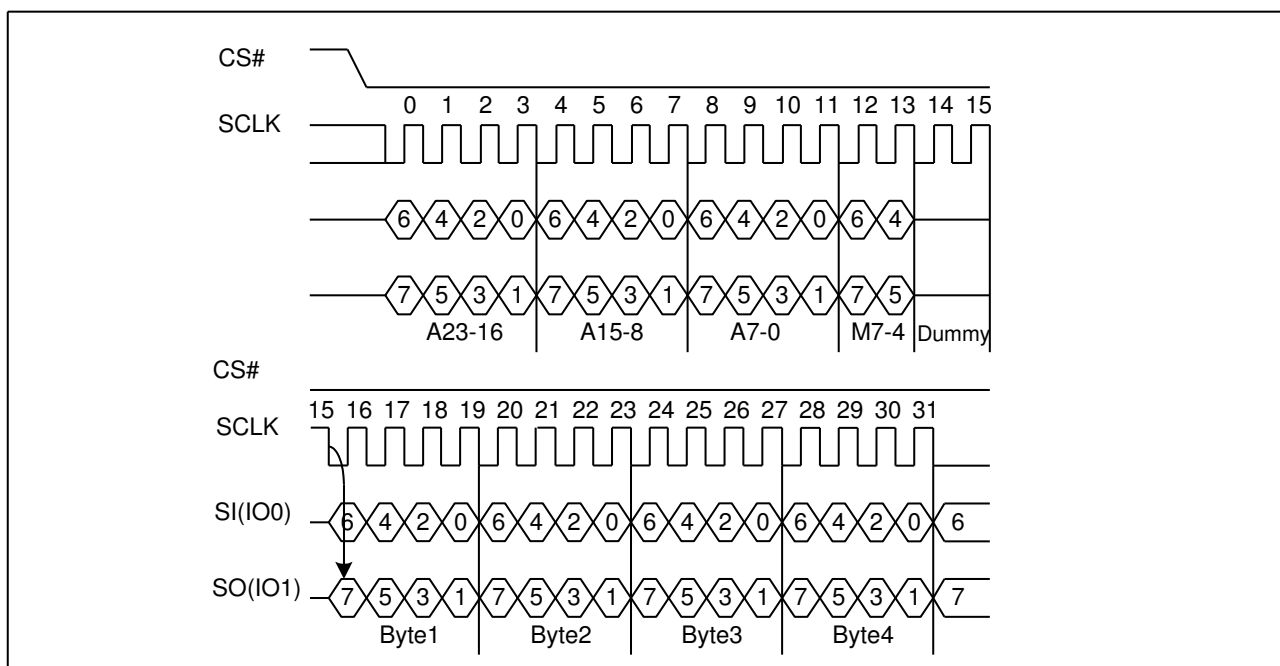 CS#
0 1 2 3 4 5 6 7 8 9 10 11 12 13 14 15
SCLK
6 4 2 0 6 4 2 0 6 4 2 0 6 4
7 5 3 1 7 5 3 1 7 5 3 1 7 5
A23-16 A15-8 A7-0 M7-4 Dummy
CS#
15 16 17 18 19 20 21 22 23 24 25 26 27 28 29 30 31
SCLK
SI(IO0) 6 4 2 0 6 4 2 0 6 4 2 0 6 4 2 0 6
SO(IO1) 7 5 3 1 7 5 3 1 7 5 3 1 7 5 3 1 7
Byte1 Byte2 Byte3 Byte4